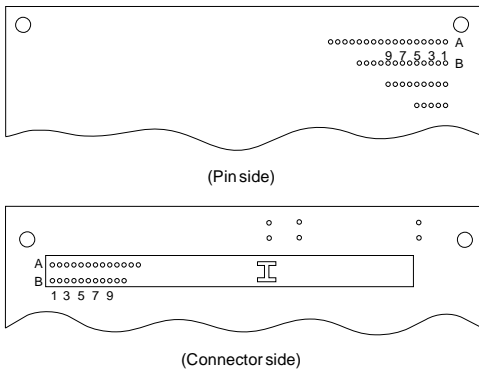 A
9 7 5 3 1
B
(Pin side)
A
B
1 3 5 7 9
(Connector side)